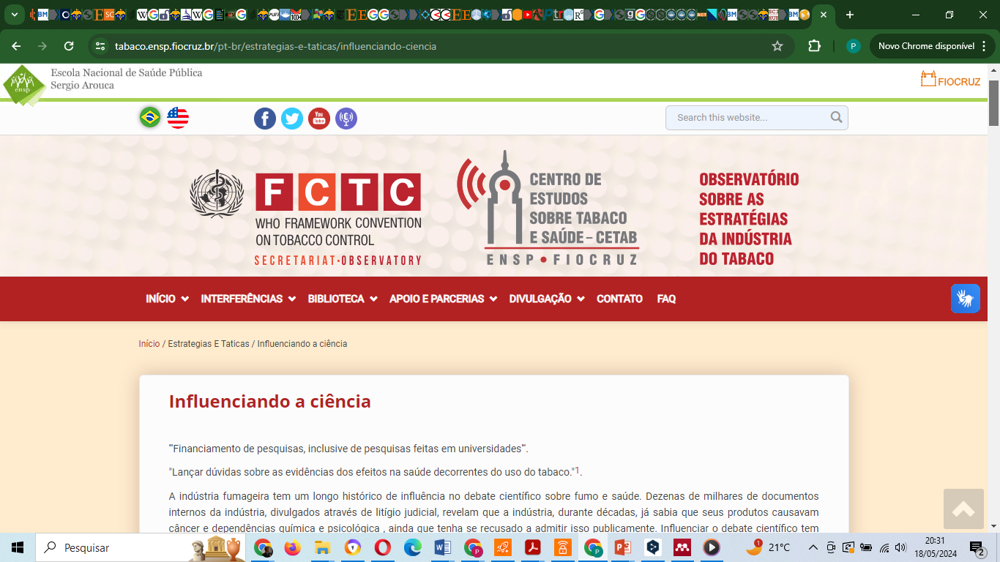 tabaco.ensp.fiocruz.br/pt-br/estrategias-e-taticas/influenciando-ciencia
P
Novo Chrome disponível
Escola Nacional de Saúde Pública
Sergio Arouca
ensp
FIOCRUZ
Search this website...
FCTC
WHO FRAMEWORK CONVENTION
ON TOBACCO CONTROL
SECRETARIAT·OBSERVATORY
CENTRO DE
ESTUDOS
SOBRE TABACO
E SAÚDE – CETAB
ENSP • FIOCRUZ
OBSERVATÓRIO
SOBRE AS
ESTRATÉGIAS
DA INDÚSTRIA
DO TABACO
INÍCIO INTERFERÊNCIAS BIBLIOTECA APOIO E PARCERIAS DIVULGAÇÃO CONTATO FAQ
Início / Estrategias E Taticas / Influenciando a ciência
Influenciando a ciência
"'Financiamento de pesquisas, inclusive de pesquisas feitas em universidades'".
"Lançar dúvidas sobre as evidências dos efeitos na saúde decorrentes do uso do tabaco."1.
A indústria fumageira tem um longo histórico de influência no debate científico sobre fumo e saúde. Dezenas de milhares de documentos
internos da indústria, divulgados através de litígio judicial, revelam que a indústria, durante décadas, já sabia que seus produtos causavam
câncer e dependências química e psicológica , ainda que tenha se recusado a admitir isso publicamente. Influenciar o debate científico tem
Pesquisar
21°C
20:31
18/05/2024
2